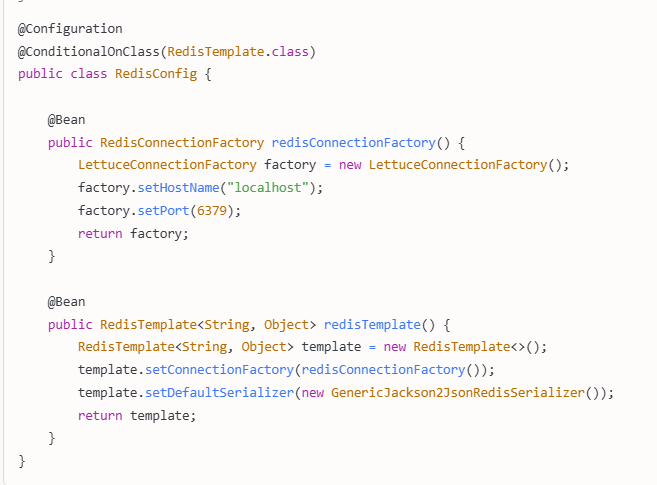 @Configuration
@ConditionalOnClass(RedisTemplate.class)
public class RedisConfig {
    @Bean
    public RedisConnectionFactory redisConnectionFactory() {
        LettuceConnectionFactory factory = new LettuceConnectionFactory();
        factory.setHostName("localhost");
        factory.setPort(6379);
        return factory;
    }
    @Bean
    public RedisTemplate<String, Object> redisTemplate() {
        RedisTemplate<String, Object> template = new RedisTemplate<>();
        template.setConnectionFactory(redisConnectionFactory());
        template.setDefaultSerializer(new GenericJackson2JsonRedisSerializer());
        return template;
    }
}